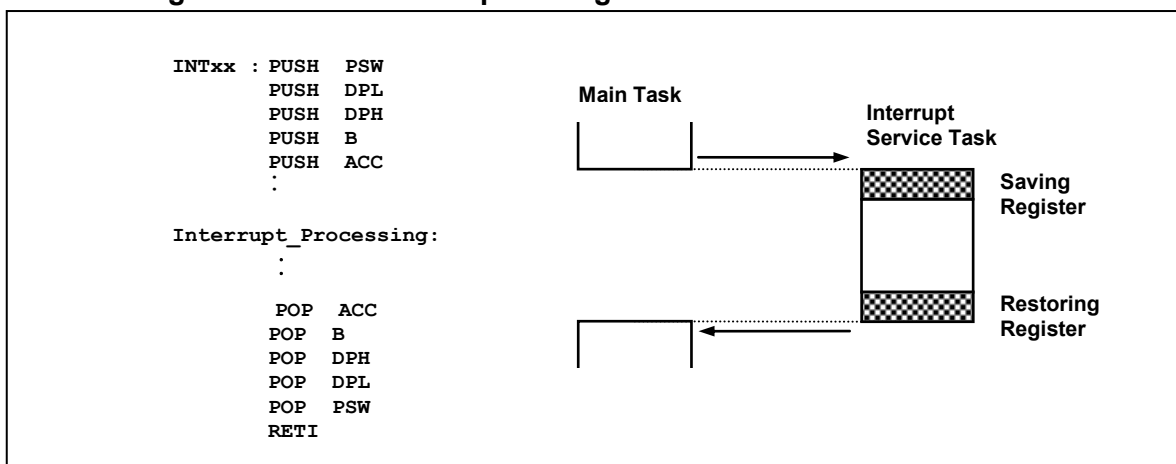 INTxx : PUSH PSW
PUSH DPL
PUSH DPH
PUSH B
PUSH ACC
.
Interrupt_Processing:
.
.
POP ACC
POP B
POP DPH
POP DPL
POP PSW
RETI
Main Task
Interrupt
Service Task
Saving
Register
Restoring
Register